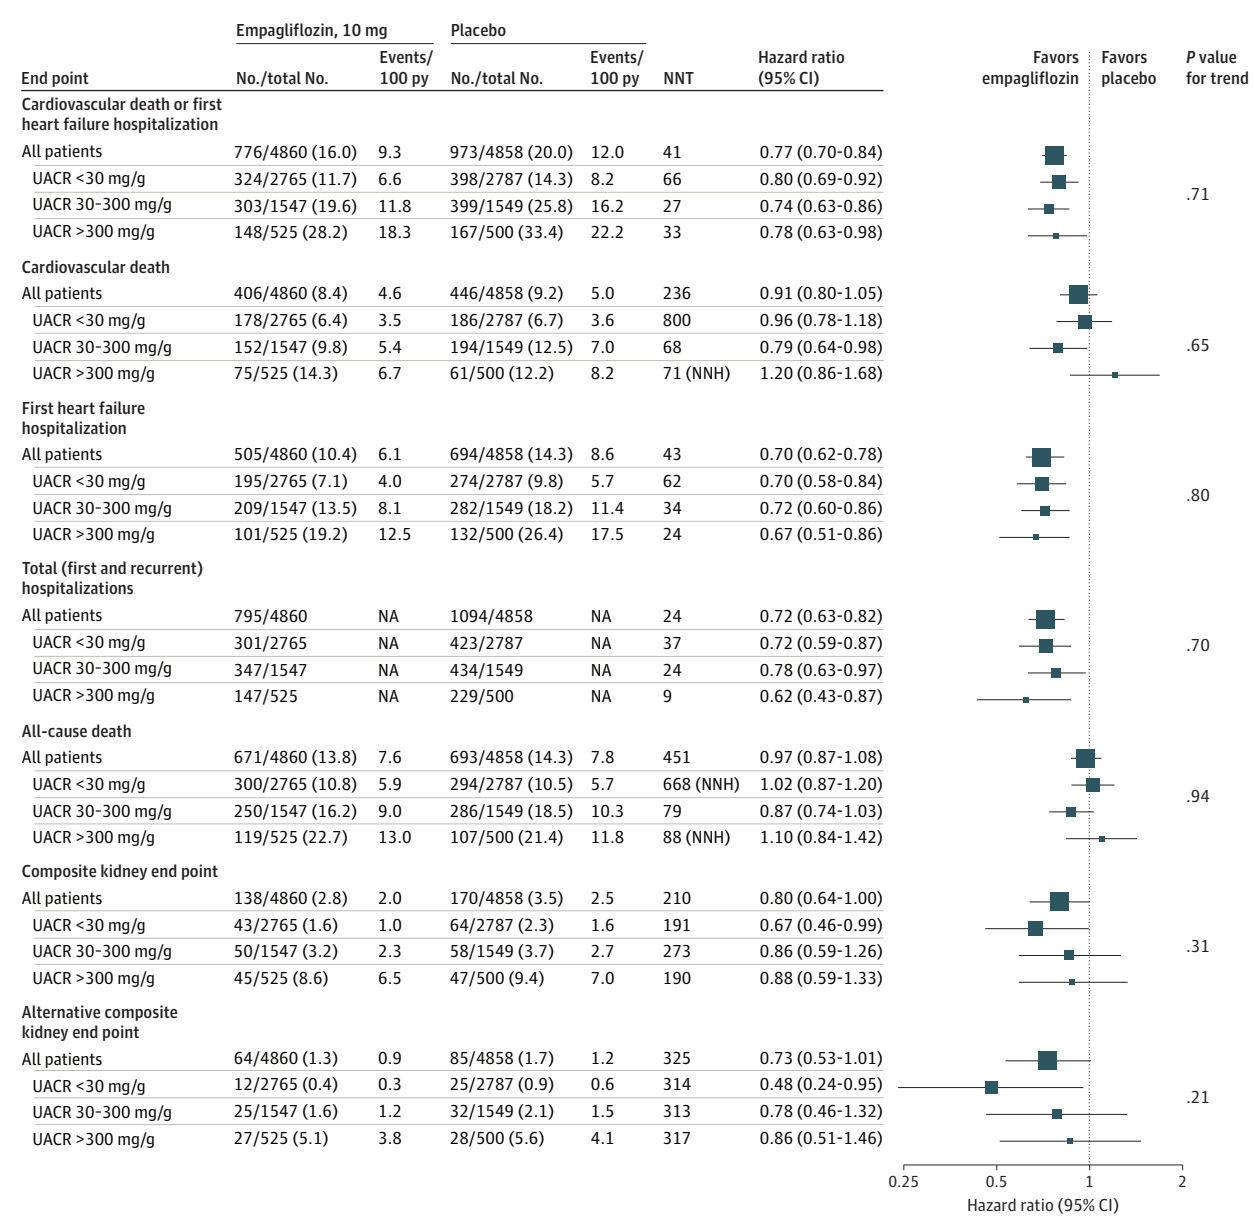 Empagliflozin, 10 mg Placebo
Events/ Events/ Hazard ratio Favors Favors P value
End point No./total No. 100 py No./total No. 100 py NNT (95% CI) empagliflozin placebo for trend
Cardiovascular death or first
heart failure hospitalization
All patients 776/4860 (16.0) 9.3 973/4858 (20.0) 12.0 41 0.77 (0.70-0.84)
UACR <30 mg/g 324/2765 (11.7) 6.6 398/2787 (14.3) 8.2 66 0.80 (0.69-0.92)
.71
UACR 30-300 mg/g 303/1547 (19.6) 11.8 399/1549 (25.8) 16.2 27 0.74 (0.63-0.86)
UACR >300 mg/g 148/525 (28.2) 18.3 167/500 (33.4) 22.2 33 0.78 (0.63-0.98)
Cardiovascular death
All patients 406/4860 (8.4) 4.6 446/4858 (9.2) 5.0 236 0.91 (0.80-1.05)
UACR <30 mg/g 178/2765 (6.4) 3.5 186/2787 (6.7) 3.6 800 0.96 (0.78-1.18)
UACR 30-300 mg/g 152/1547 (9.8) 5.4 194/1549 (12.5) 7.0 68 0.79 (0.64-0.98)
.65
UACR >300 mg/g 75/525 (14.3) 6.7 61/500 (12.2) 8.2 71 (NNH) 1.20 (0.86-1.68)
First heart failure
hospitalization
All patients 505/4860 (10.4) 6.1 694/4858 (14.3) 8.6 43 0.70 (0.62-0.78)
UACR <30 mg/g 195/2765 (7.1) 4.0 274/2787 (9.8) 5.7 62 0.70 (0.58-0.84)
.80
UACR 30-300 mg/g 209/1547 (13.5) 8.1 282/1549 (18.2) 11.4 34 0.72 (0.60-0.86)
UACR >300 mg/g 101/525 (19.2) 12.5 132/500 (26.4) 17.5 24 0.67 (0.51-0.86)
Total (first and recurrent)
hospitalizations
All patients 795/4860 NA 1094/4858 NA 24 0.72 (0.63-0.82)
UACR <30 mg/g 301/2765 NA 423/2787 NA 37 0.72 (0.59-0.87)
.70
UACR 30-300 mg/g 347/1547 NA 434/1549 NA 24 0.78 (0.63-0.97)
UACR >300 mg/g 147/525 NA 229/500 NA 9 0.62 (0.43-0.87)
All-cause death
All patients 671/4860 (13.8) 7.6 693/4858 (14.3) 7.8 451 0.97 (0.87-1.08)
UACR <30 mg/g 300/2765 (10.8) 5.9 294/2787 (10.5) 5.7 668 (NNH) 1.02 (0.87-1.20)
.94
UACR 30-300 mg/g 250/1547 (16.2) 9.0 286/1549 (18.5) 10.3 79 0.87 (0.74-1.03)
UACR >300 mg/g 119/525 (22.7) 13.0 107/500 (21.4) 11.8 88 (NNH) 1.10 (0.84-1.42)
Composite kidney end point
All patients 138/4860 (2.8) 2.0 170/4858 (3.5) 2.5 210 0.80 (0.64-1.00)
UACR <30 mg/g 43/2765 (1.6) 1.0 64/2787 (2.3) 1.6 191 0.67 (0.46-0.99)
.31
UACR 30-300 mg/g 50/1547 (3.2) 2.3 58/1549 (3.7) 2.7 273 0.86 (0.59-1.26)
UACR >300 mg/g 45/525 (8.6) 6.5 47/500 (9.4) 7.0 190 0.88 (0.59-1.33)
Alternative composite
kidney end point
All patients 64/4860 (1.3) 0.9 85/4858 (1.7) 1.2 325 0.73 (0.53-1.01)
UACR <30 mg/g 12/2765 (0.4) 0.3 25/2787 (0.9) 0.6 314 0.48 (0.24-0.95)
.21
UACR 30-300 mg/g 25/1547 (1.6) 1.2 32/1549 (2.1) 1.5 313 0.78 (0.46-1.32)
UACR >300 mg/g 27/525 (5.1) 3.8 28/500 (5.6) 4.1 317 0.86 (0.51-1.46)
0.25 0.5 1 2
Hazard ratio (95% CI)